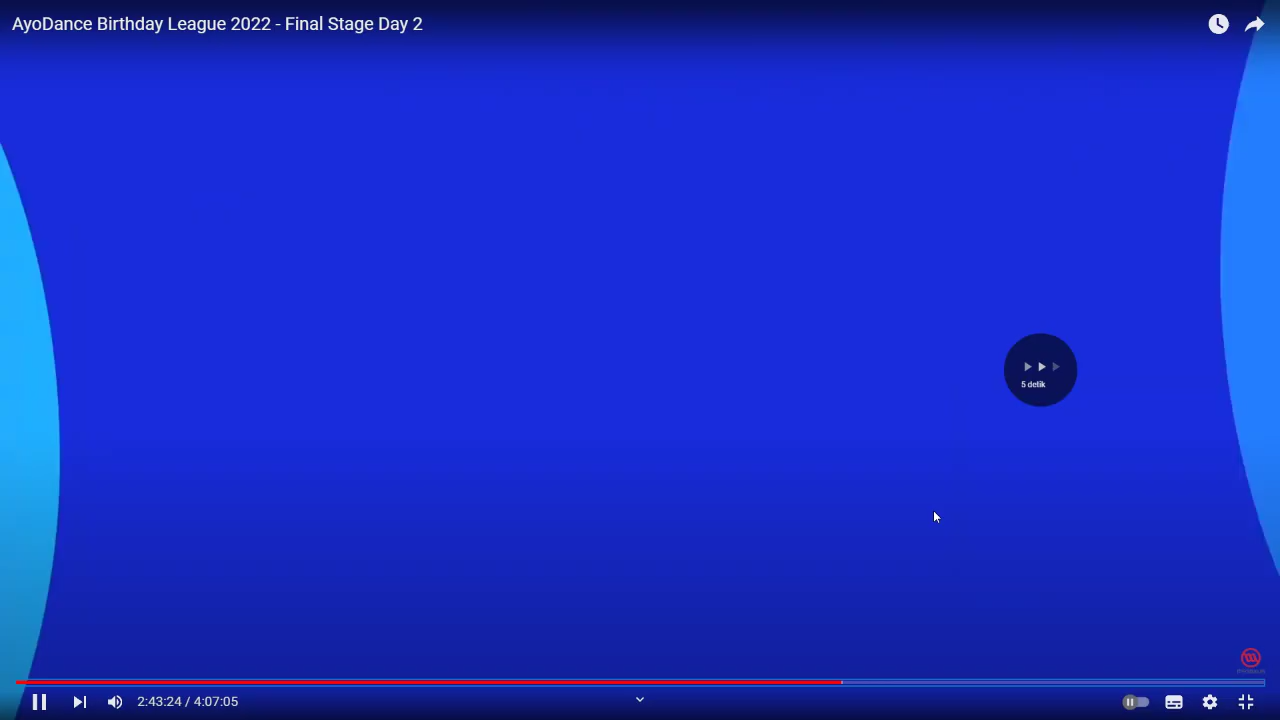 AyoDance Birthday League 2022 - Final Stage Day 2
5 detik
2:43:24 / 4:07:05